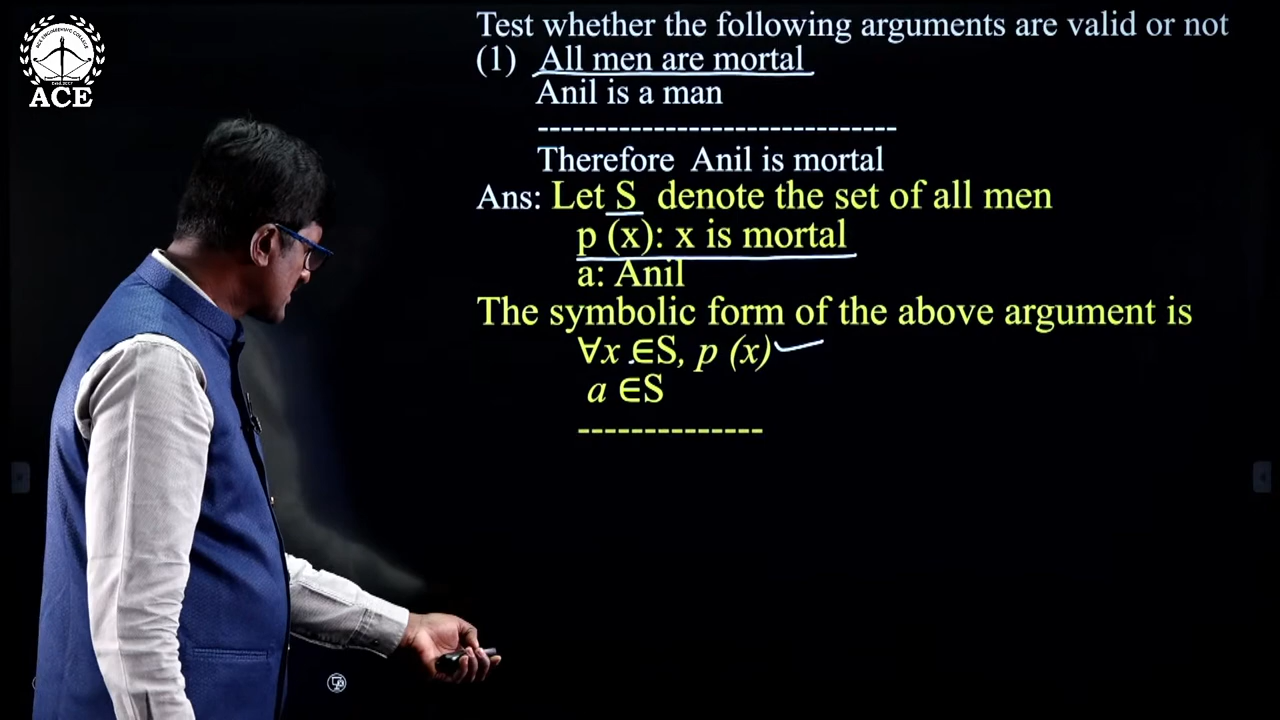 ACE
Test whether the following arguments are valid or not
(1) All men are mortal
Anil is a man
-----------------------------
Therefore Anil is mortal
Ans: Let S denote the set of all men
p (x): x is mortal
a: Anil
The symbolic form of the above argument is
∀x ∈S, p (x)
a ∈S
--------------